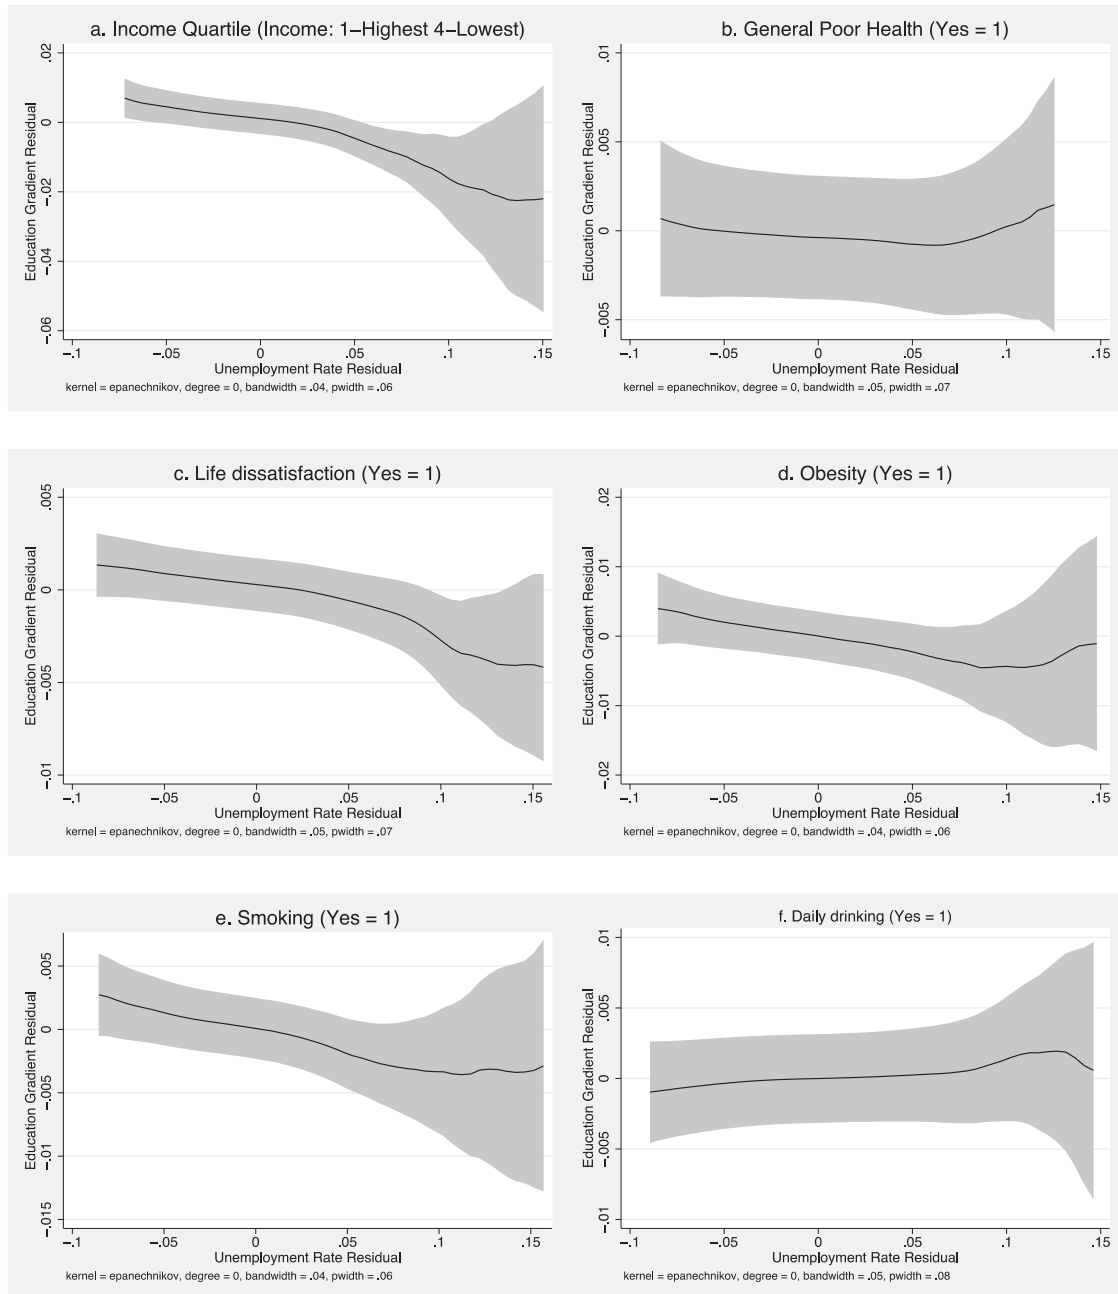 a. Income Quartile (Income: 1−Highest 4−Lowest)
Education Gradient Residual
.02
0
−.02
−.04
−.06
−.1
−.05
0
.05
.1
.15
Unemployment Rate Residual
kernel = epanechnikov, degree = 0, bandwidth = .04, pwidth = .06
b. General Poor Health (Yes = 1)
Education Gradient Residual
.01
.005
0
−.005
−.1
−.05
0
.05
.1
.15
Unemployment Rate Residual
kernel = epanechnikov, degree = 0, bandwidth = .05, pwidth = .07
c. Life dissatisfaction (Yes = 1)
Education Gradient Residual
.005
0
−.005
−.01
−.1
−.05
0
.05
.1
.15
Unemployment Rate Residual
kernel = epanechnikov, degree = 0, bandwidth = .05, pwidth = .07
d. Obesity (Yes = 1)
Education Gradient Residual
.02
.01
0
−.01
−.02
−.1
−.05
0
.05
.1
.15
Unemployment Rate Residual
kernel = epanechnikov, degree = 0, bandwidth = .04, pwidth = .06
e. Smoking (Yes = 1)
Education Gradient Residual
.005
0
−.005
−.01
−.015
−.1
−.05
0
.05
.1
.15
Unemployment Rate Residual
kernel = epanechnikov, degree = 0, bandwidth = .04, pwidth = .06
f. Daily drinking (Yes = 1)
Education Gradient Residual
.01
.005
0
−.005
−.01
−.1
−.05
0
.05
.1
.15
Unemployment Rate Residual
kernel = epanechnikov, degree = 0, bandwidth = .05, pwidth = .08